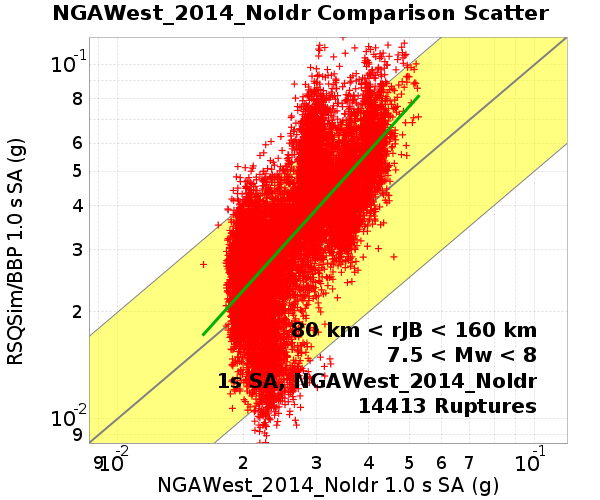 NGAWest_2014_NoIdr Comparison Scatter
10-1
8
6
5
4
3
2
10-2
9
RSQSim/BBP 1.0 s SA (g)
80 km < rJB < 160 km
7.5 < Mw < 8
1s SA, NGAWest_2014_NoIdr
14413 Ruptures
9 10-2 2 3 4 5 6 7 10-1
NGAWest_2014_NoIdr 1.0 s SA (g)